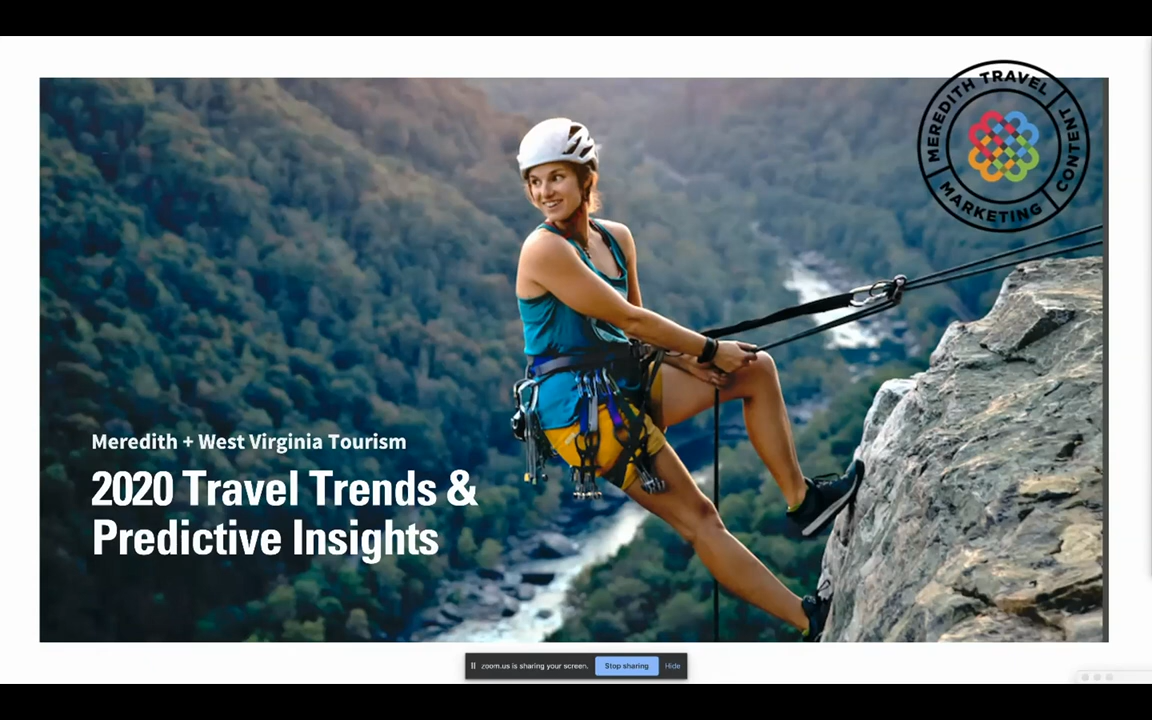 MEREDITH TRAVEL
CONTENT
MARKETING
Meredith + West Virginia Tourism
2020 Travel Trends &
Predictive Insights
zoom.us is sharing your screen.
Stop sharing
Hide